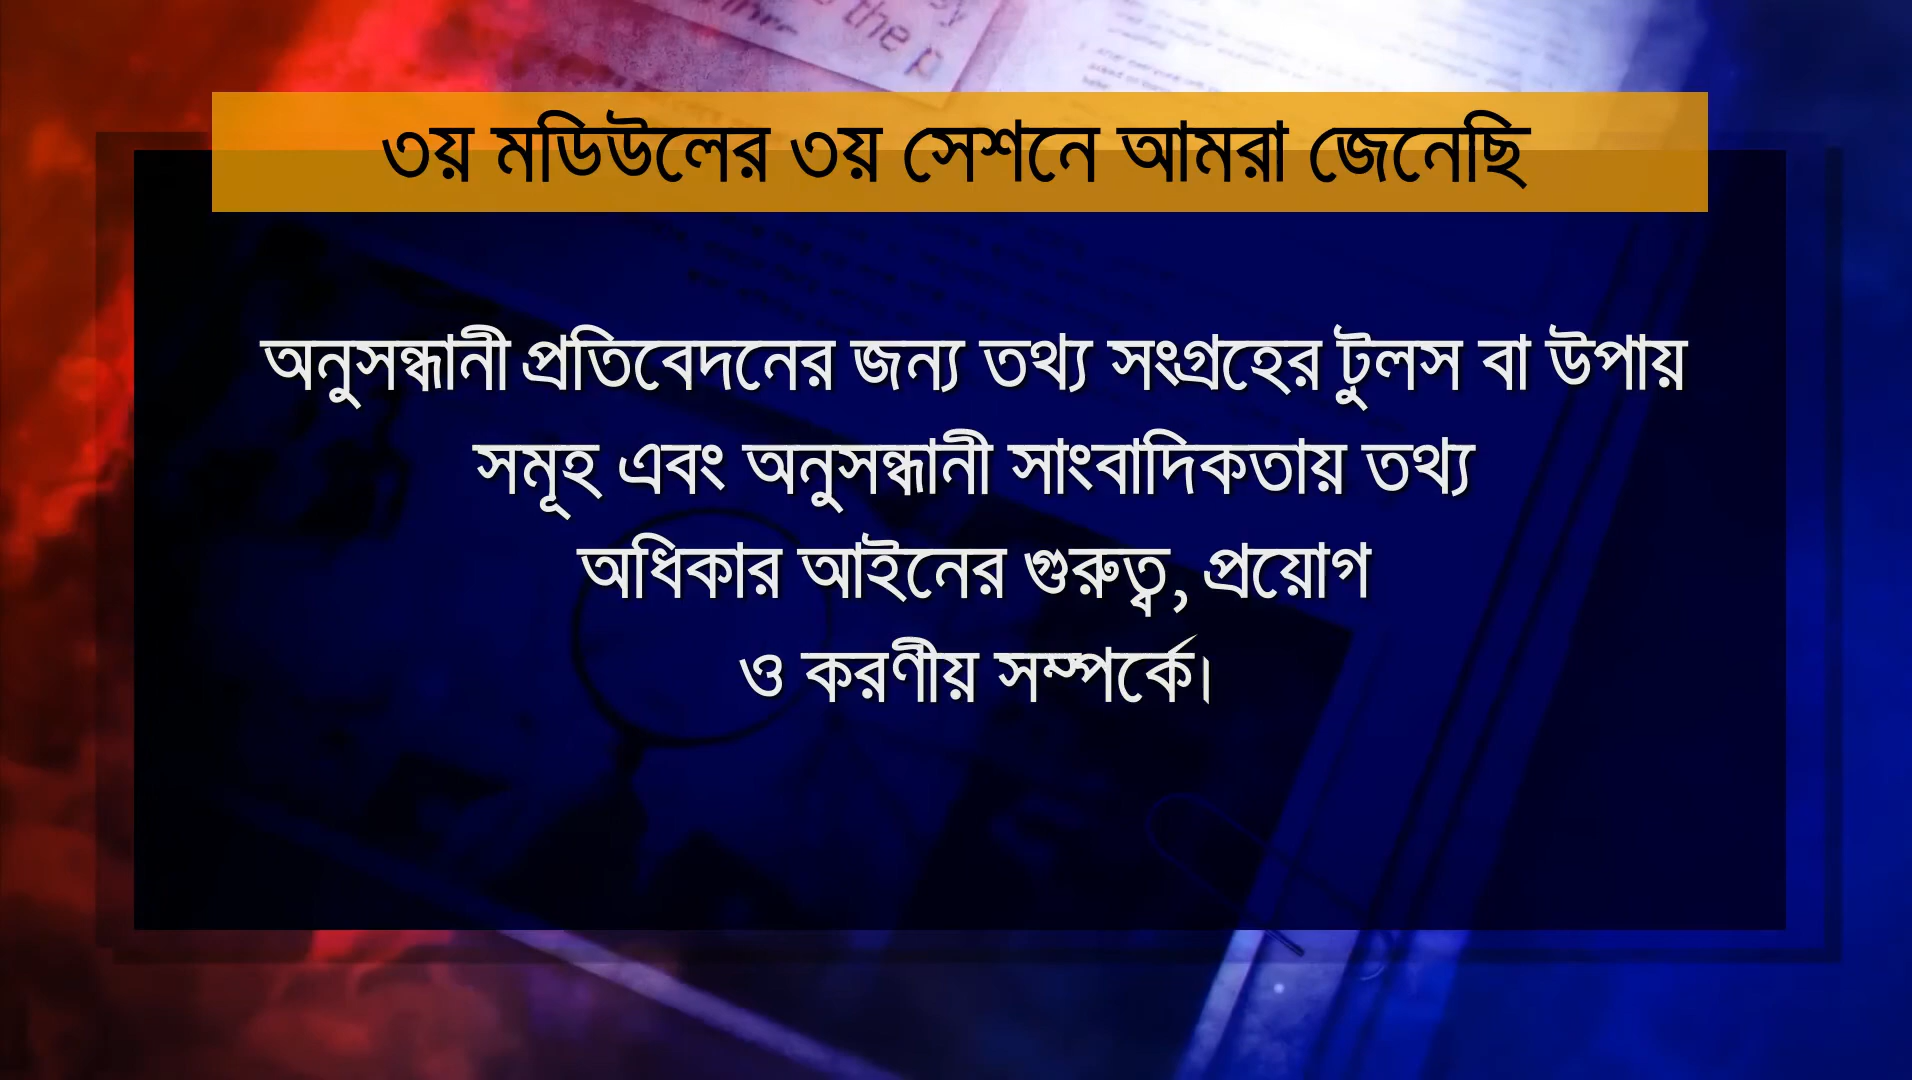 the p
৩য় মডিউলের ৩য় সেশনে আমরা জেনেছি
অনুসন্ধানী প্রতিবেদনের জন্য তথ্য সংগ্রহের টুলস বা উপায়
সমূহ এবং অনুসন্ধানী সাংবাদিকতায় তথ্য
অধিকার আইনের গুরুত্ব, প্রয়োগ
ও করণীয় সম্পর্কে।